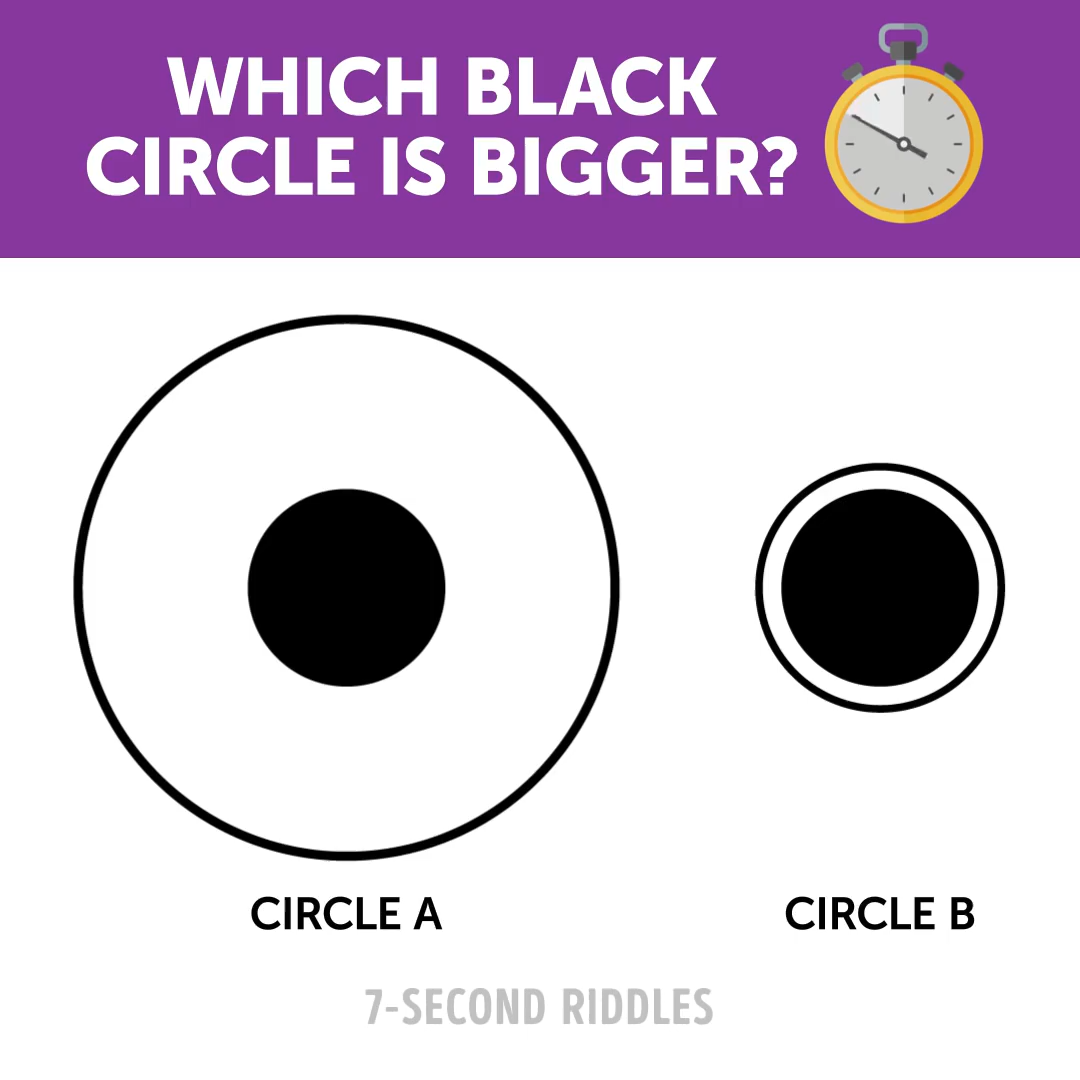 WHICH BLACK
CIRCLE IS BIGGER?
CIRCLE A
CIRCLE B
7-SECOND RIDDLES